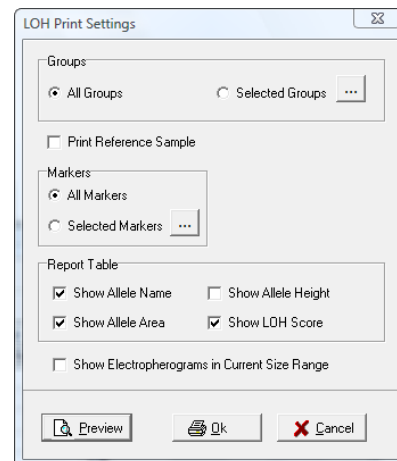 LOH Print Settings
Groups
All Groups Selected Groups ...
Print Reference Sample
Markers
All Markers
Selected Markers ...
Report Table
Show Allele Name Show Allele Height
Show Allele Area Show LOH Score
Show Electropherograms in Current Size Range
Preview Ok Cancel